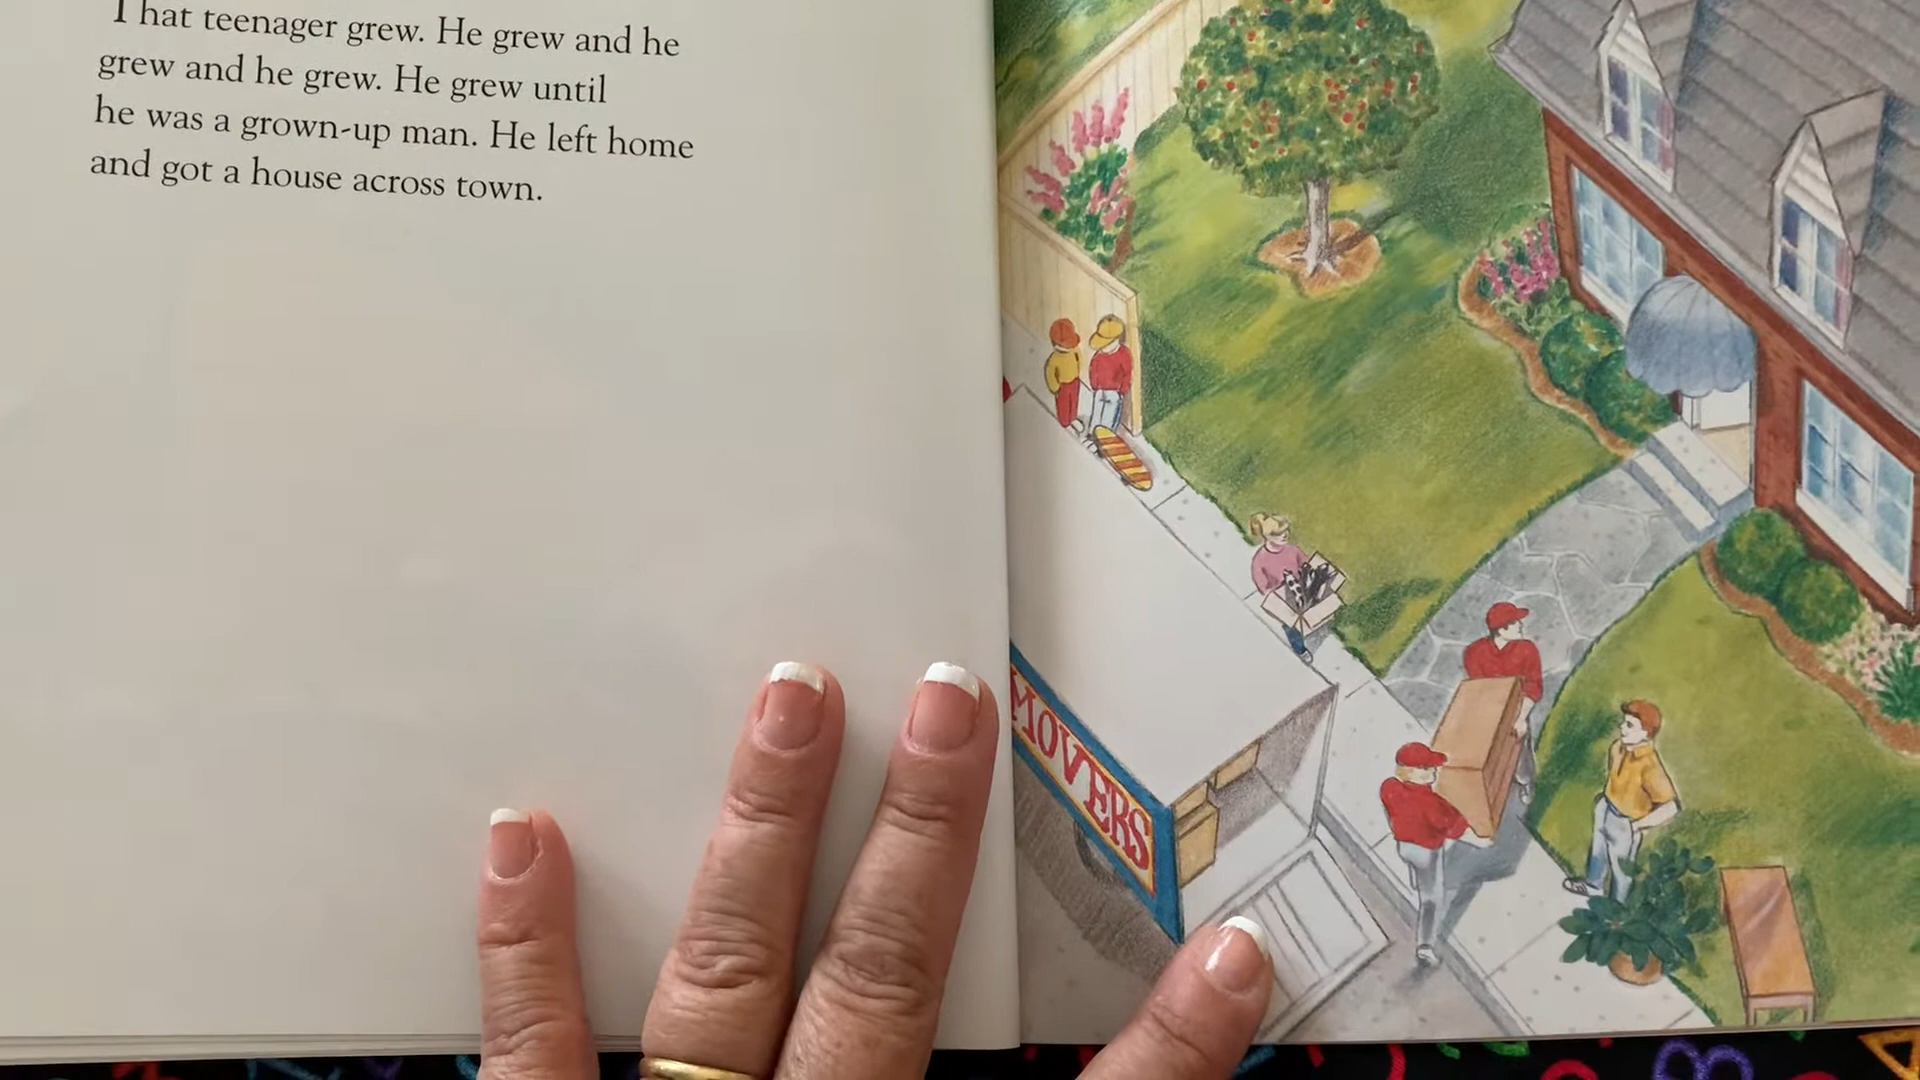 That teenager grew. He grew and he
grew and he grew. He grew until
he was a grown-up man. He left home
and got a house across town.
MOVERS